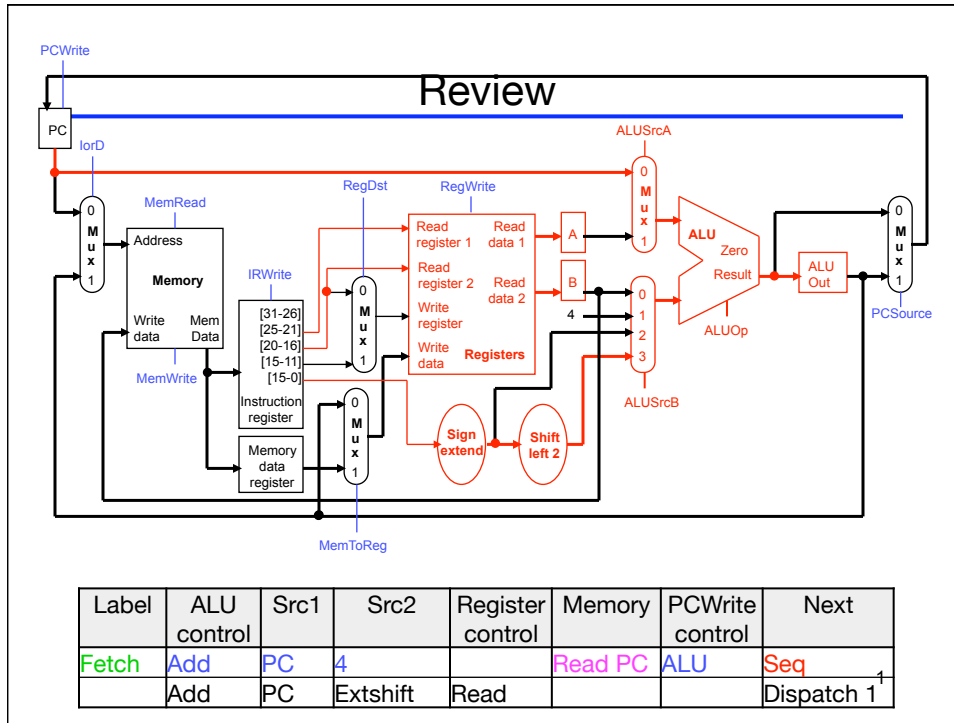 Review
PCWrite
PC
IorD
0
M
u
x
1
MemRead
Address
Memory
Write
data
Mem
Data
MemWrite
IRWrite
[31-26]
[25-21]
[20-16]
[15-11]
[15-0]
Instruction
register
Memory
data
register
RegDst
0
M
u
x
1
0
M
u
x
1
MemToReg
RegWrite
Read
register 1
Read
register 2
Write
register
Write
data
Read
data 1
Read
data 2
Registers
Sign
extend
Shift
left 2
A
B
4
ALUSrcA
0
M
u
x
1
0
1
2
3
ALUSrcB
ALU
Zero
Result
ALUOp
ALU
Out
0
M
u
x
1
PCSource
Label ALU control Src1 Src2 Register control Memory PCWrite control Next
Fetch Add PC 4 Read PC ALU Seq
Add PC Extshift Read Dispatch 1
1